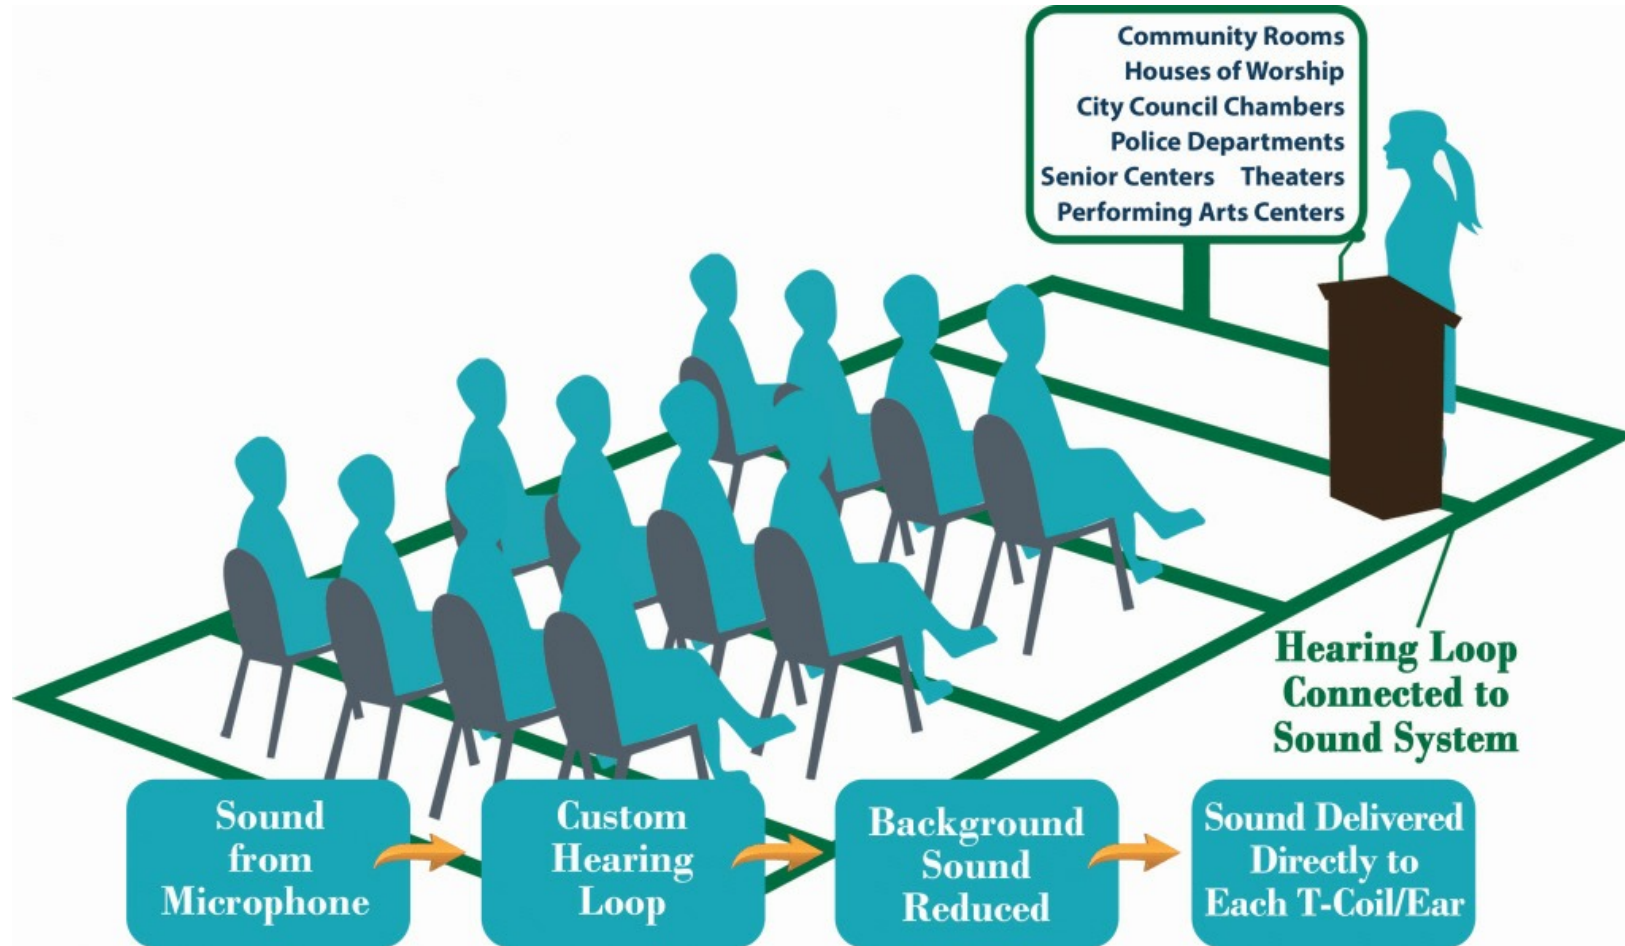 Community Rooms
Houses of Worship
City Council Chambers
Police Departments
Senior Centers Theaters
Performing Arts Centers
Hearing Loop
Connected to
Sound System
Sound
from
Microphone
Custom
Hearing
Loop
Background
Sound
Reduced
Sound Delivered
Directly to
Each T-Coil/Ear